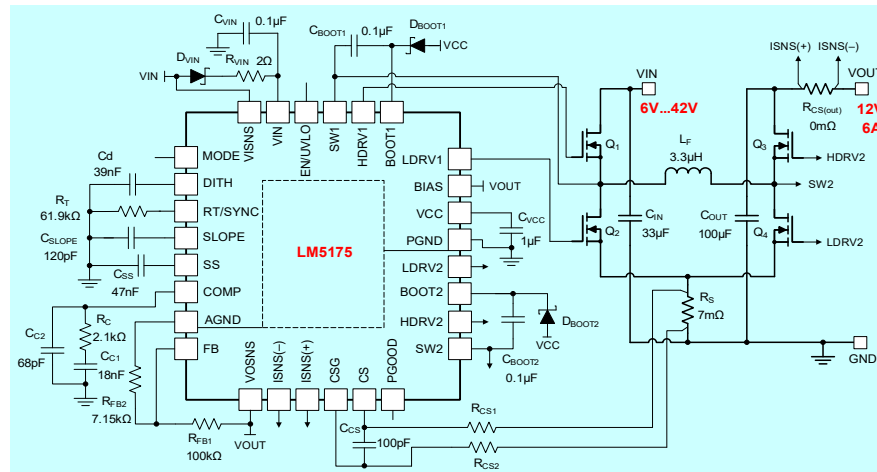 CVIN
0.1µF
DVIN
RVIN 2Ω
VIN
CBOOT1
0.1µF
DBOOT1
VCC
VISNS
VIN
EN/UVLO
SW1
HDRV1
BOOT1
MODE
DITH
RT/SYNC
SLOPE
SS
COMP
AGND
FB
VOSNS
ISNS(-)
ISNS(+)
CSG
CS
PGOOD
LDRV1
BIAS
VCC
PGND
LDRV2
BOOT2
HDRV2
SW2
LM5175
Cd
39nF
RT
61.9kΩ
CSLOPE
120pF
CSS
47nF
CC2
68pF
RC
2.1kΩ
CC1
18nF
RFB2
7.15kΩ
RFB1
100kΩ
VOUT
CCS
100pF
RCS1
RCS2
VOUT
CVCC
1µF
DBOOT2
VCC
CBOOT2
0.1µF
VIN
6V...42V
ISNS(+)
ISNS(–)
VOUT
RCS(out)
0mΩ
12V
6A
Q1
Q2
Q3
Q4
LF
3.3µH
HDRV2
SW2
LDRV2
CIN
33µF
COUT
100µF
RS
7mΩ
GND